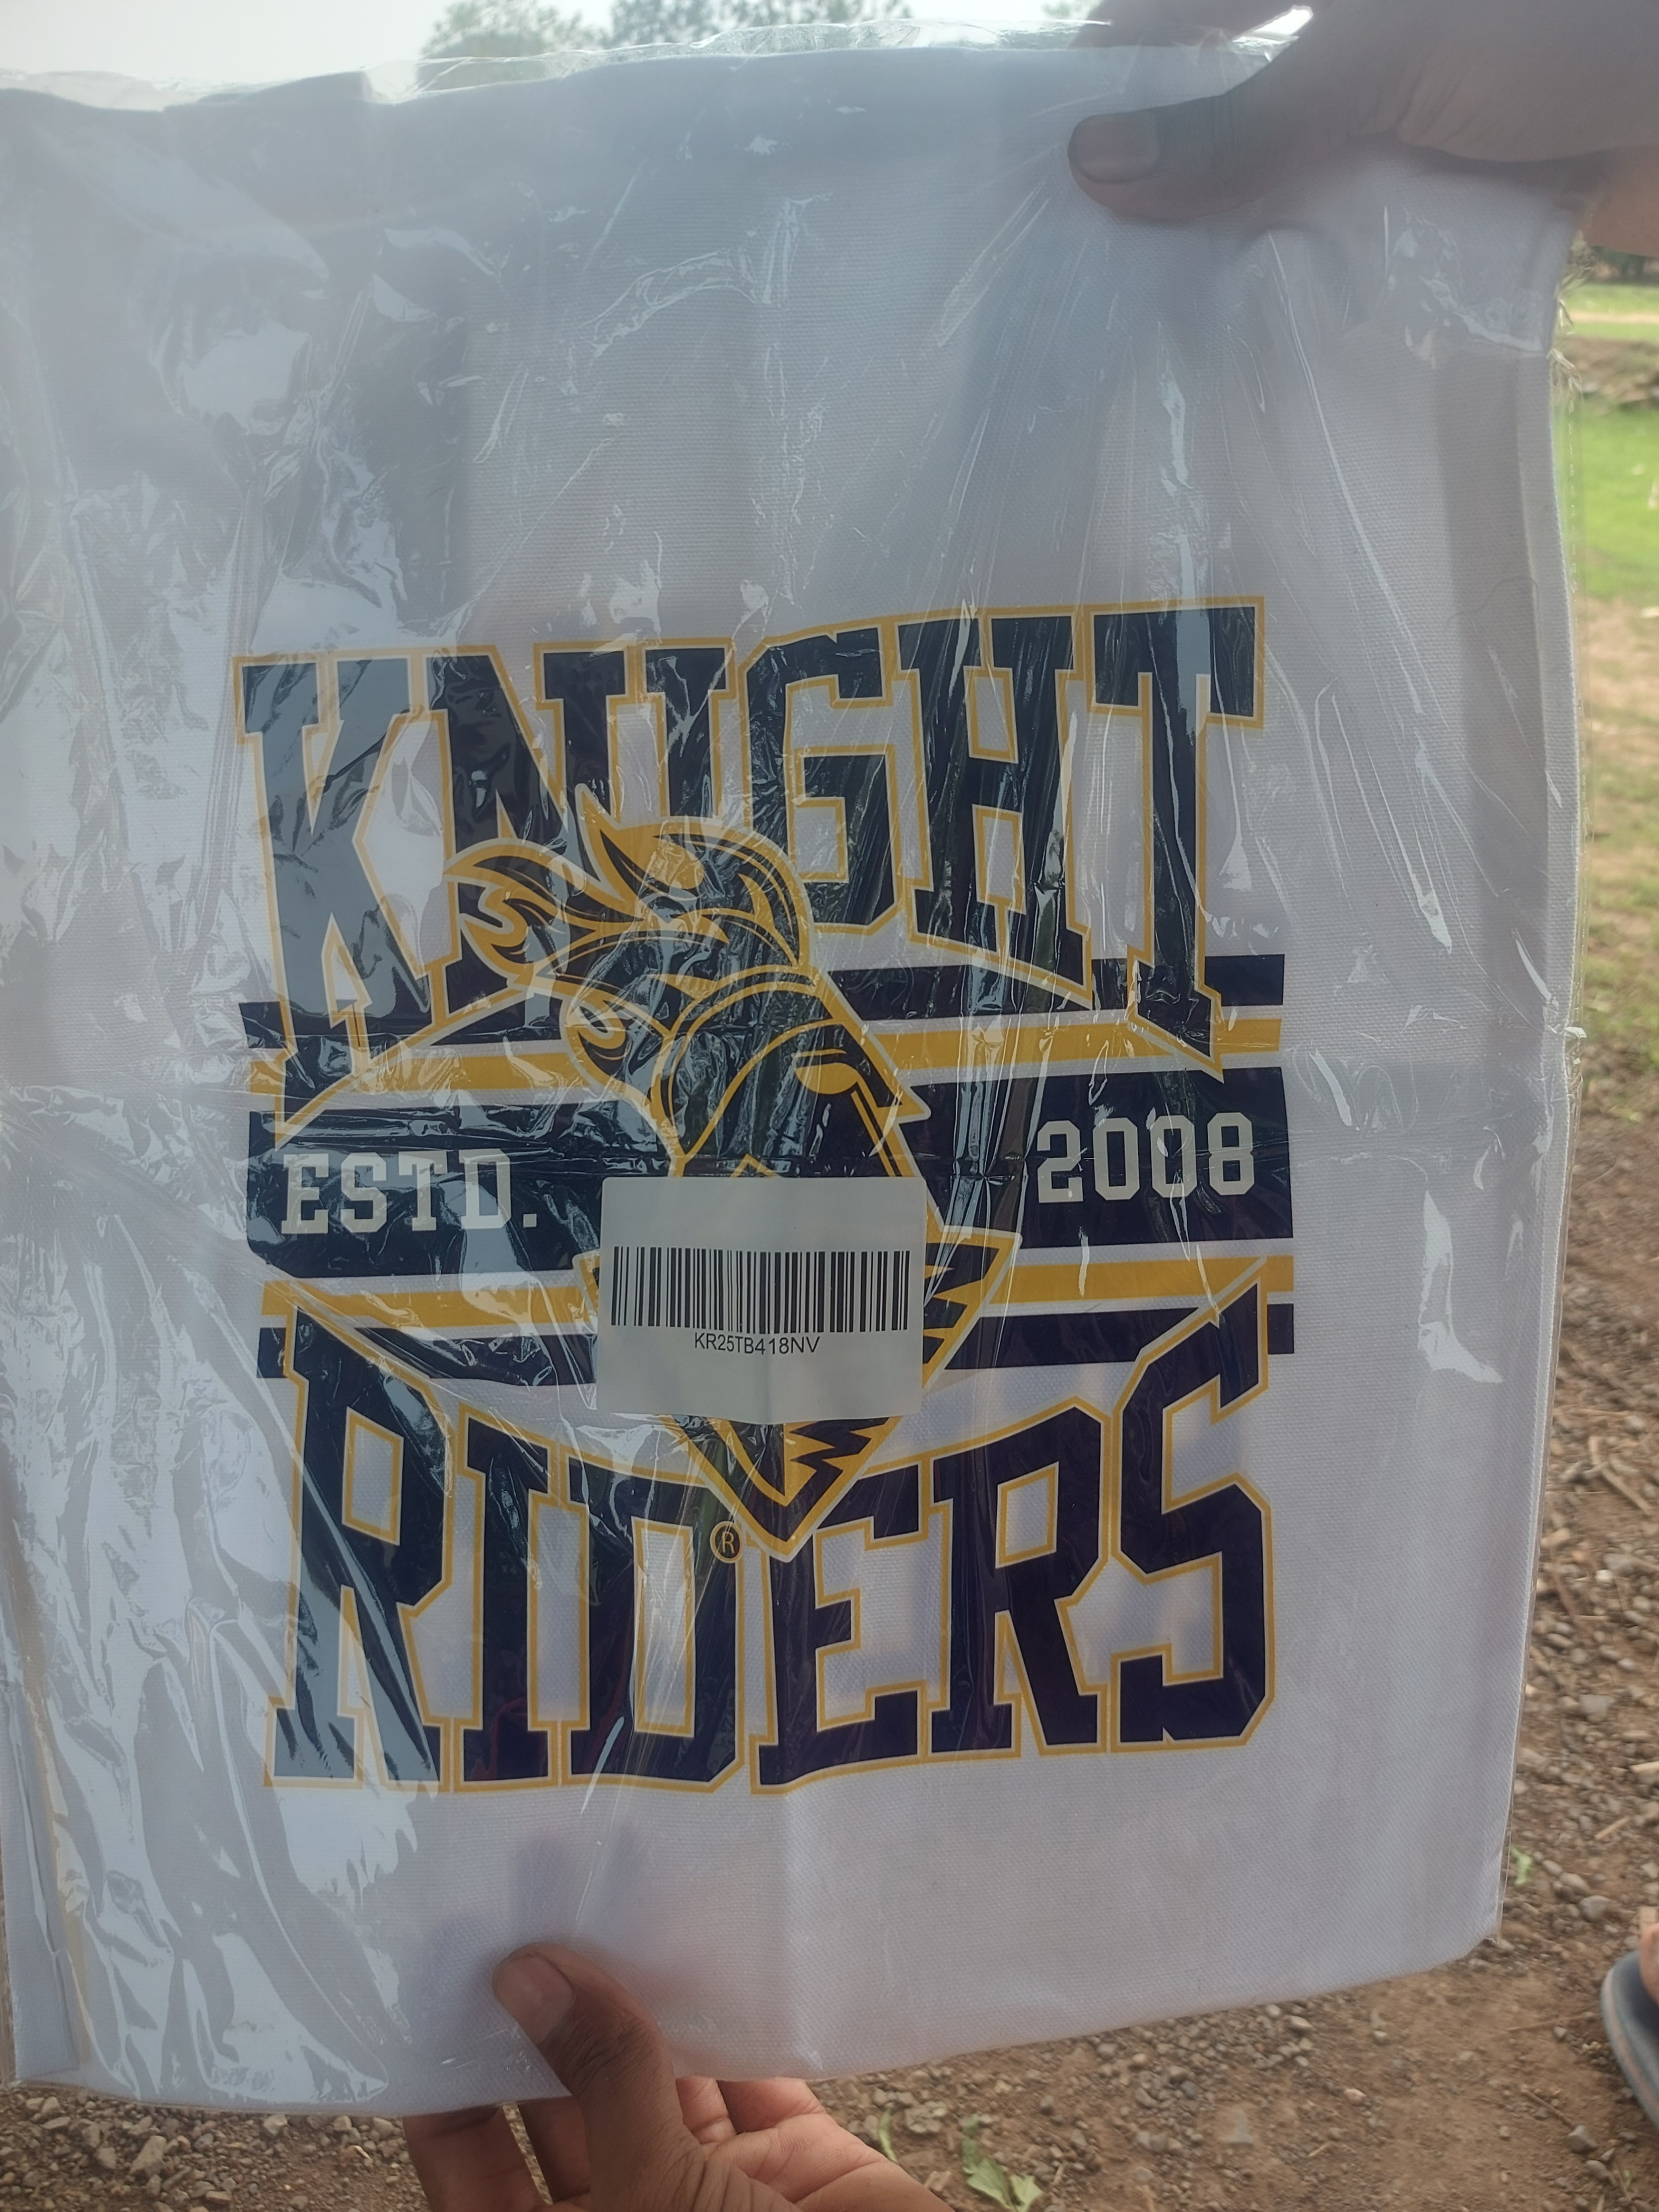 KNIGHT
ESTD. 2008
KR25TB418NV
RIDERS
®